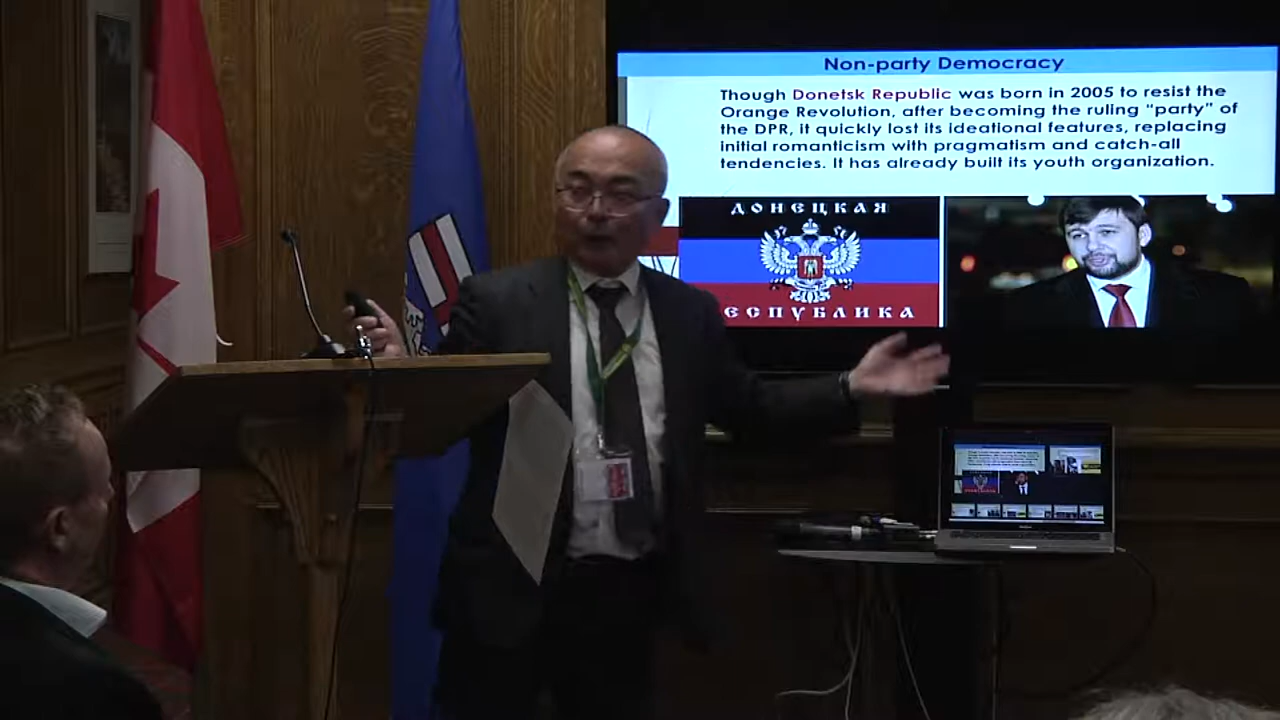 Non-party Democracy
Though Donetsk Republic was born in 2005 to resist the
Orange Revolution, after becoming the ruling “party” of
the DPR, it quickly lost its ideational features, replacing
initial romanticism with pragmatism and catch-all
tendencies. It has already built its youth organization.
ДОНЕЦКАЯ
ЕСПУБЛИКА